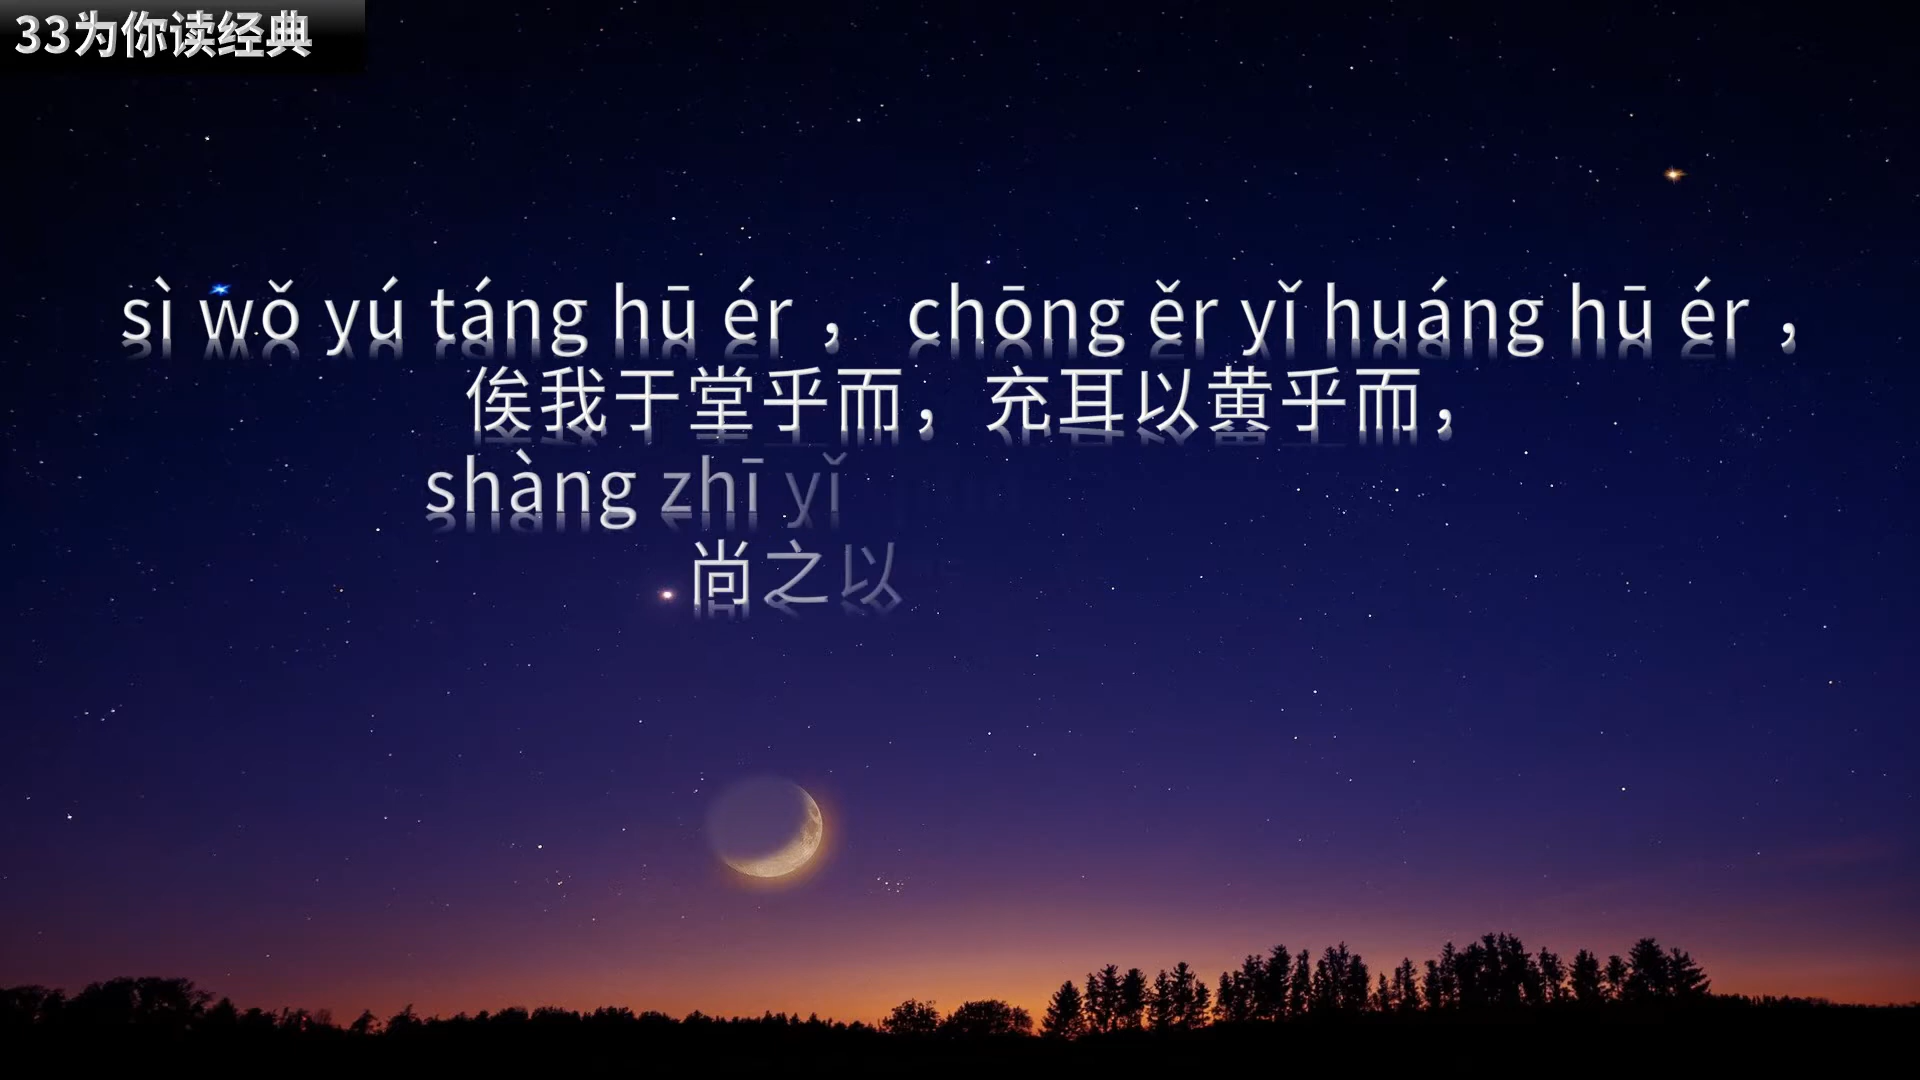 33为你读经典
sì wǒ yú táng hū ér， chōng ěr yǐ huáng hū ér，
俟我于堂乎而，充耳以黄乎而，
shàng zhī yǐ
尚之以